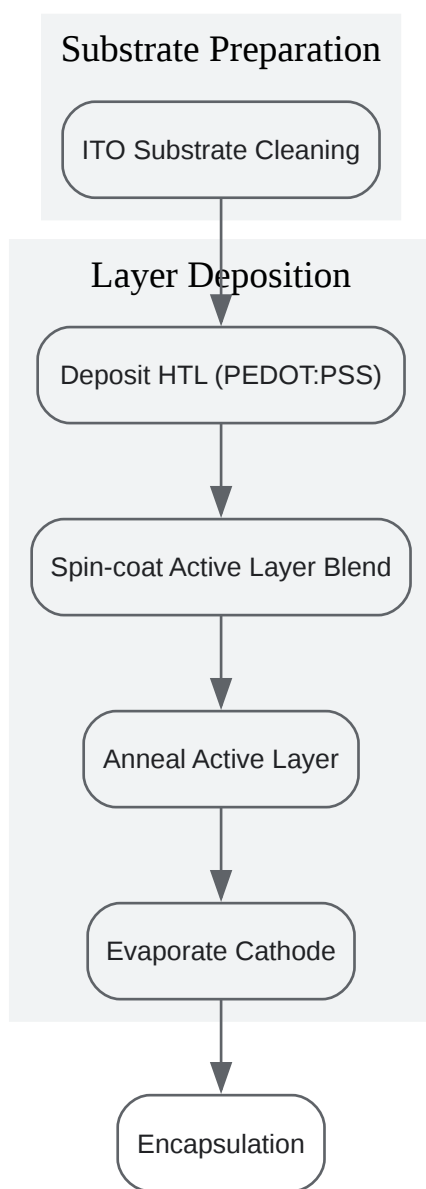 Substrate Preparation
ITO Substrate Cleaning
Layer Deposition
Deposit HTL (PEDOT:PSS)
Spin-coat Active Layer Blend
Anneal Active Layer
Evaporate Cathode
Encapsulation